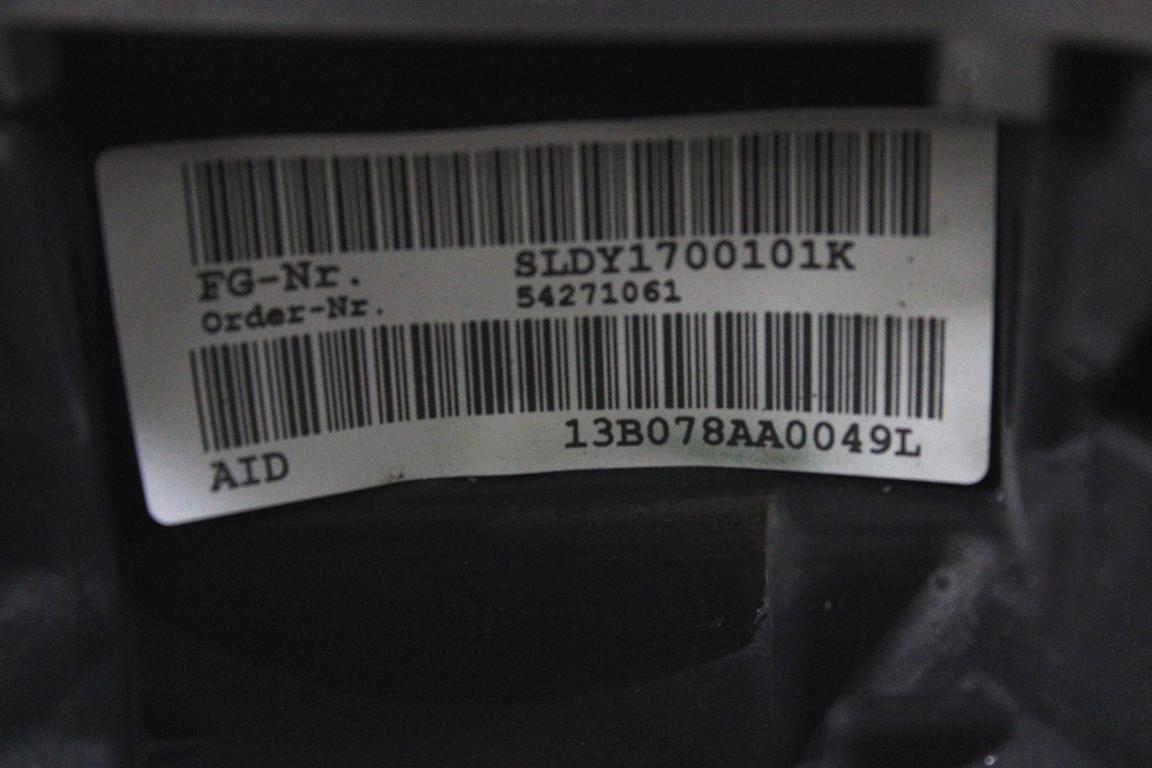 FG-Nr. SLDY1700101K
Order-Nr. 54271061
AID 13B078AA0049L